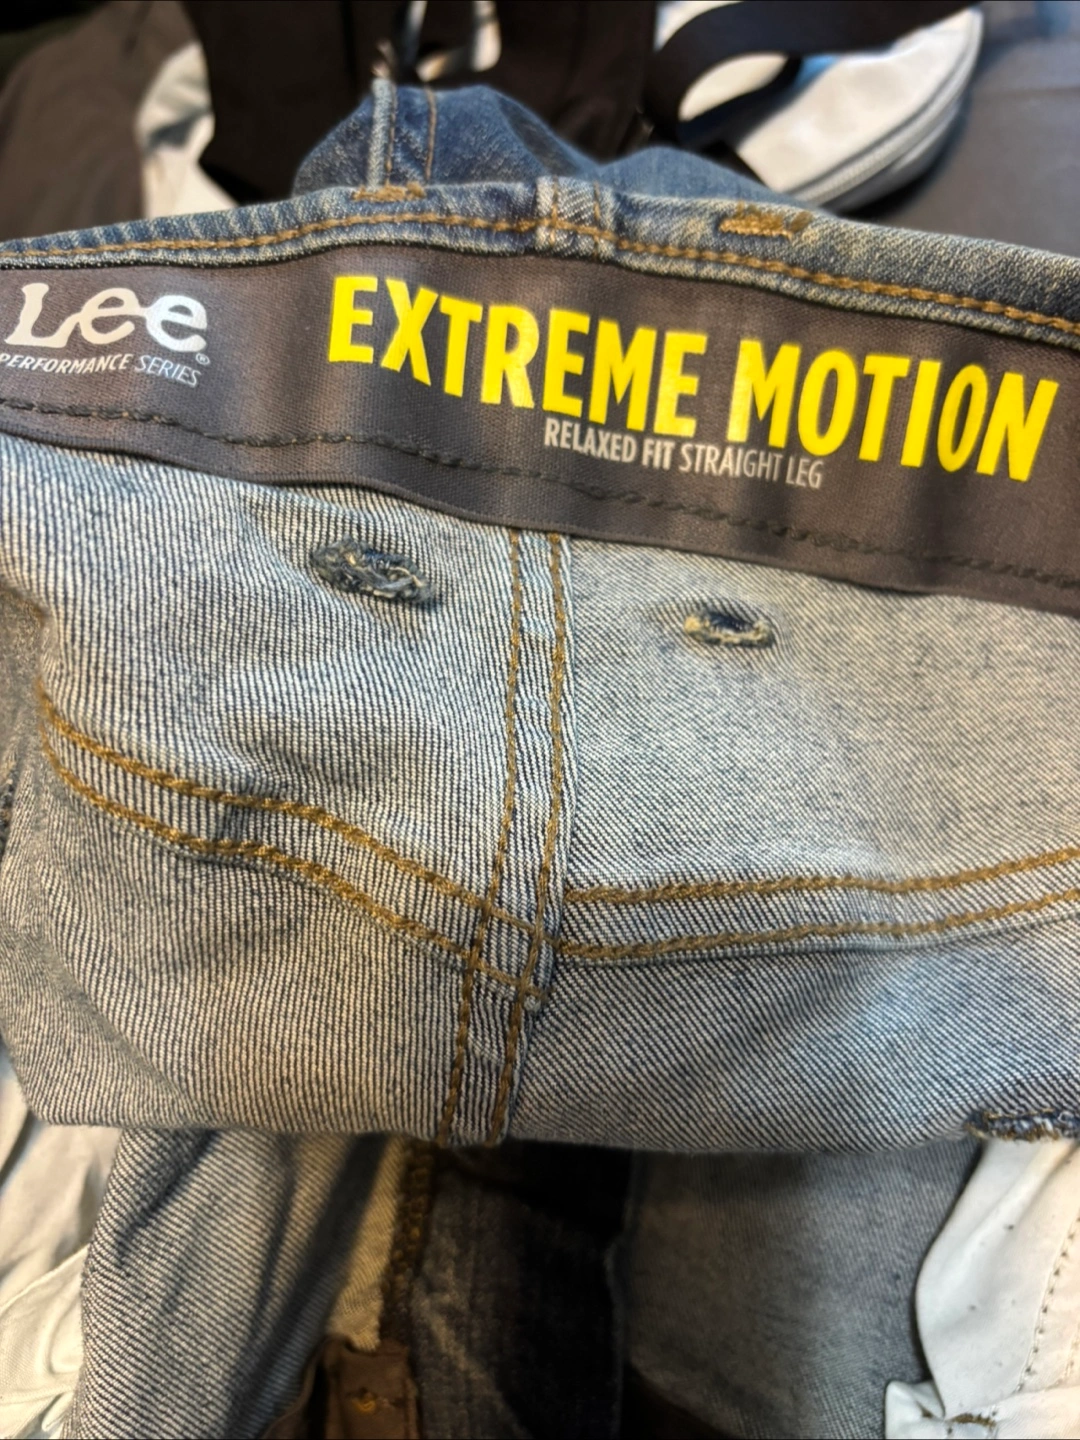 Lee®
PERFORMANCE SERIES
EXTREME MOTION
RELAXED FIT STRAIGHT LEG